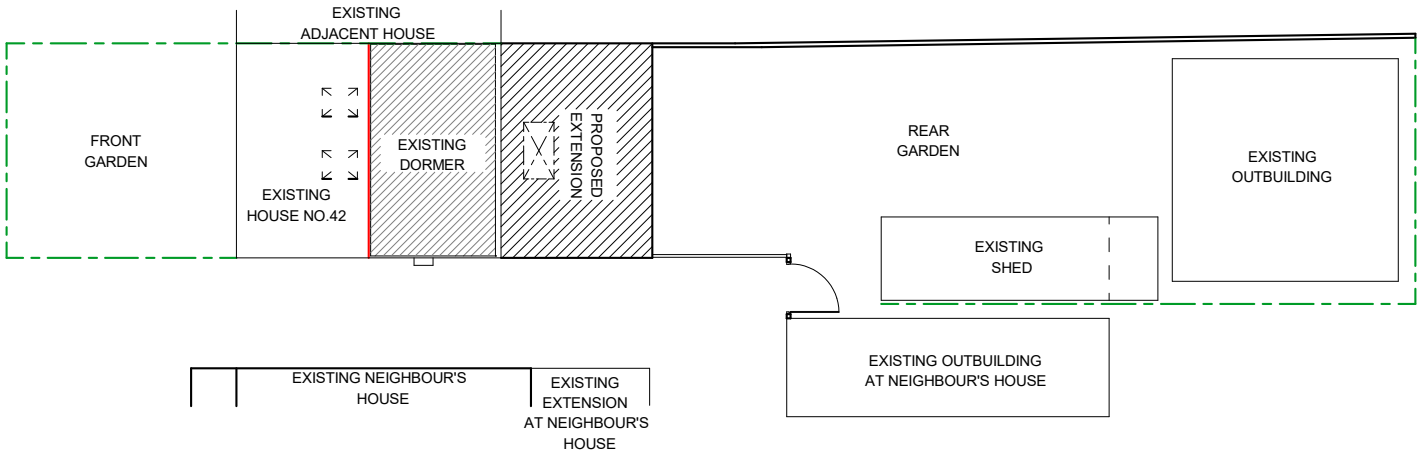 EXISTING
ADJACENT HOUSE
FRONT
GARDEN
EXISTING
HOUSE NO.42
EXISTING
DORMER
PROPOSED
EXTENSION
REAR
GARDEN
EXISTING
OUTBUILDING
EXISTING
SHED
EXISTING NEIGHBOUR'S
HOUSE
EXISTING
EXTENSION
AT NEIGHBOUR'S
HOUSE
EXISTING OUTBUILDING
AT NEIGHBOUR'S HOUSE